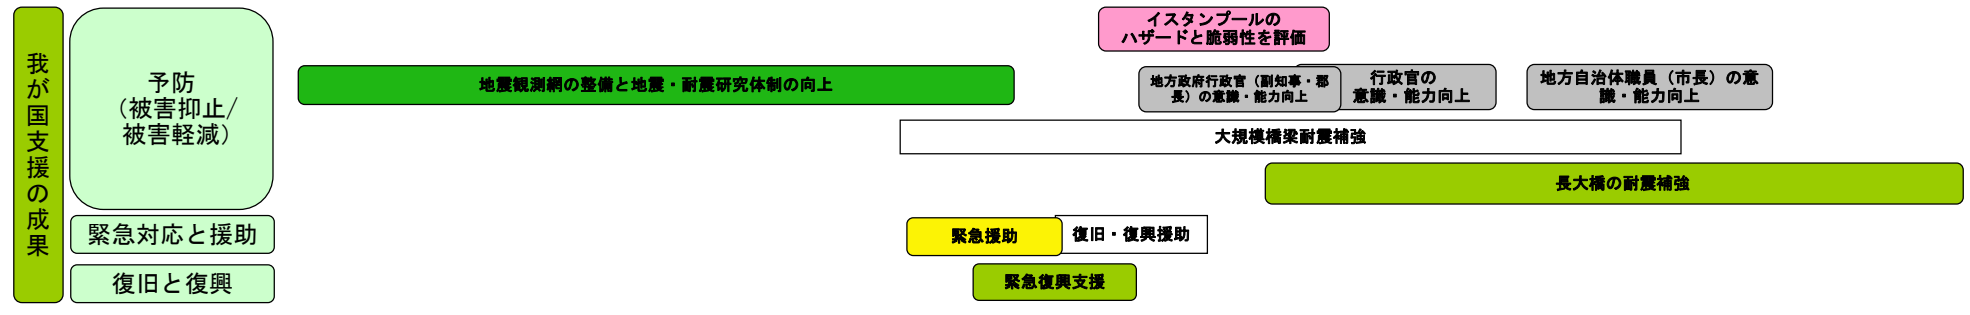 我が国支援の成果
予防
（被害抑止/
被害軽減）
イスタンプールの
ハザードと脆弱性を評価
地震観測網の整備と地震・耐震研究体制の向上
地方政府行政官（副知事・郡
長）の意識・能力向上
行政官の
意識・能力向上
地方自治体職員（市長）の意
識・能力向上
大規模橋梁耐震補強
長大橋の耐震補強
緊急対応と援助
緊急援助
復旧・復興援助
復旧と復興
緊急復興支援